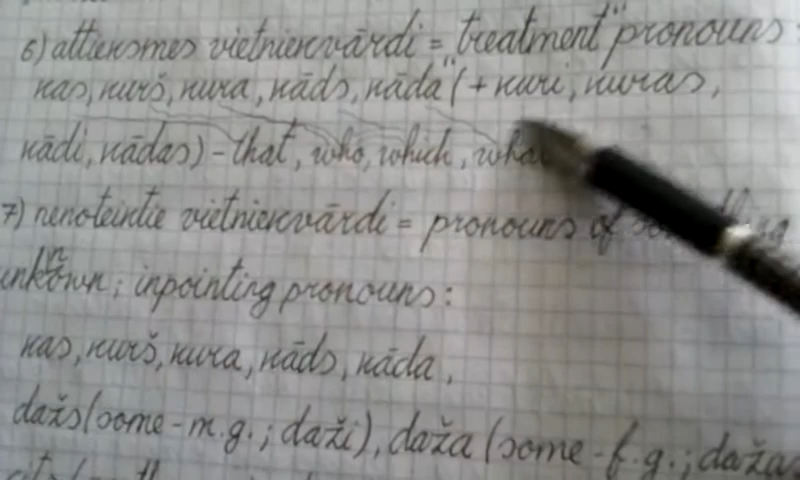 6) attieksmes vietniekvārdi = "treatment" pronouns:
kas, kurš, kura, kāds, kāda (+ kuri, kuras,
kādi, kādas) - that, who, which,
7) nenoteiktie vietniekvārdi = pronouns of
unknown; inpointing pronouns:
kas, kurš, kura, kāds, kāda,
dažs (some - m.g.; daži), daža (some - f.g.; dažas